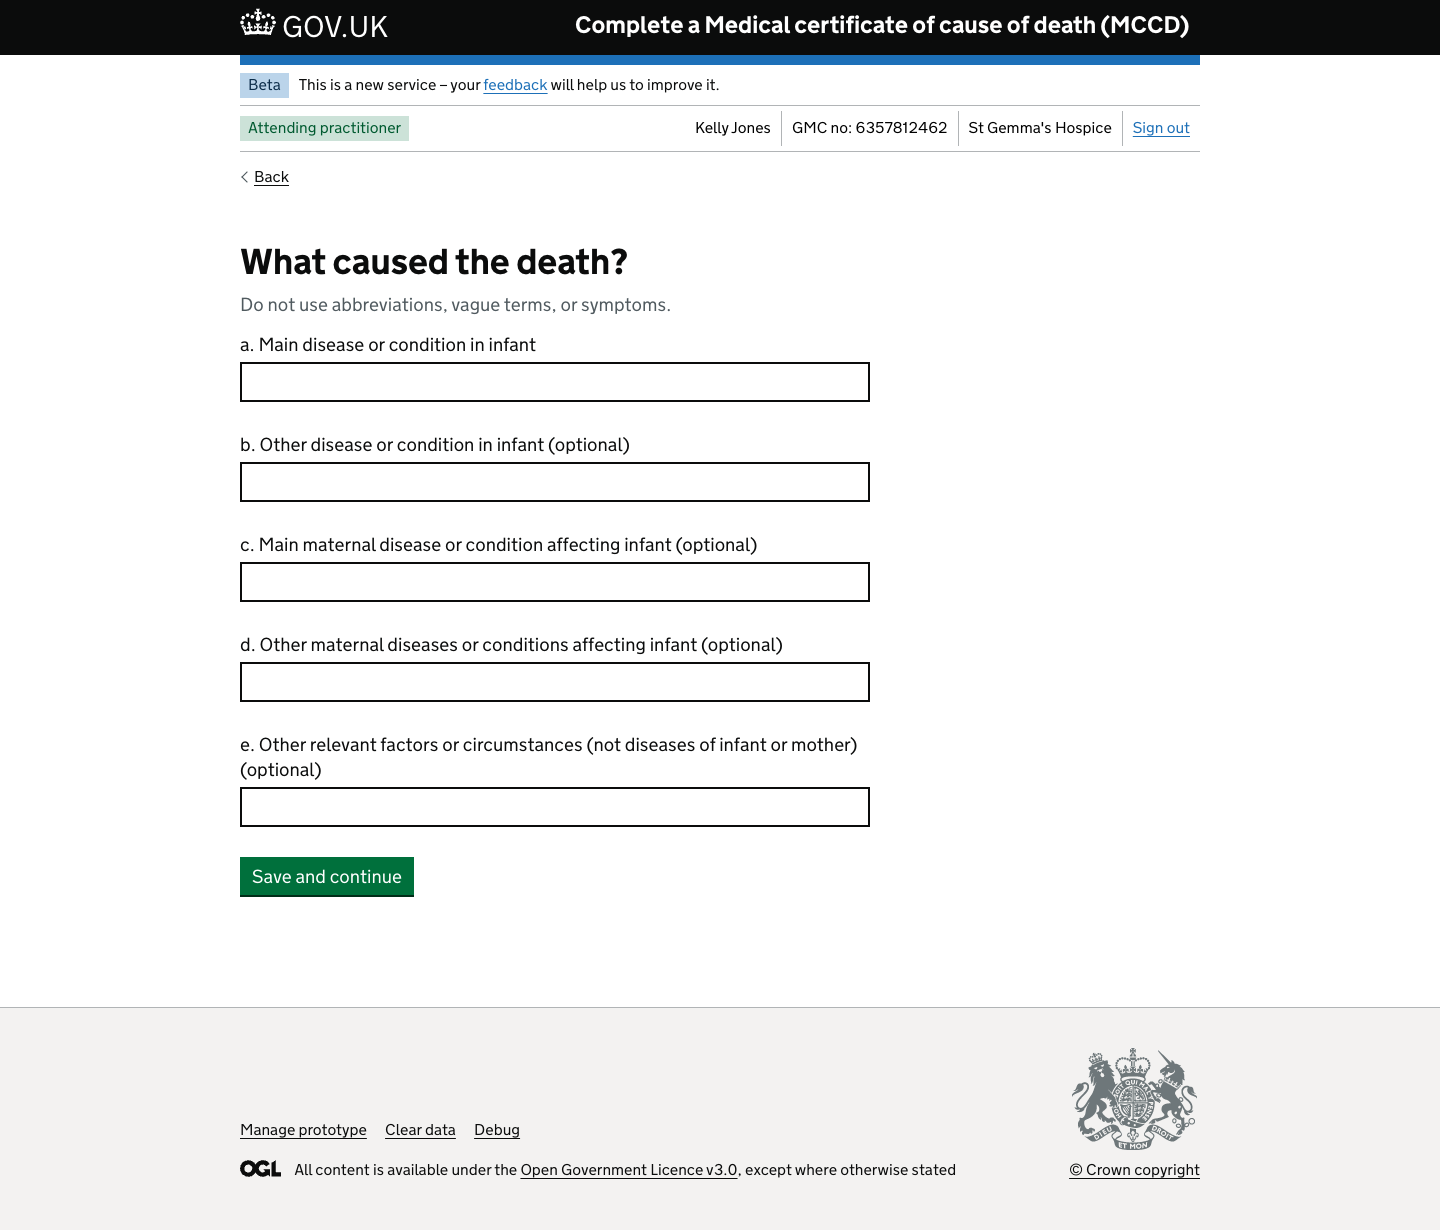 GOV.UK
Complete a Medical certificate of cause of death (MCCD)
Beta This is a new service – your feedback will help us to improve it.
Attending practitioner
Kelly Jones
GMC no: 6357812462
St Gemma's Hospice
Sign out
Back
What caused the death?
Do not use abbreviations, vague terms, or symptoms.
a. Main disease or condition in infant
b. Other disease or condition in infant (optional)
c. Main maternal disease or condition affecting infant (optional)
d. Other maternal diseases or conditions affecting infant (optional)
e. Other relevant factors or circumstances (not diseases of infant or mother)
(optional)
Save and continue
Manage prototype Clear data Debug
OGL All content is available under the Open Government Licence v3.0, except where otherwise stated
DIEU ET MON DROIT
© Crown copyright